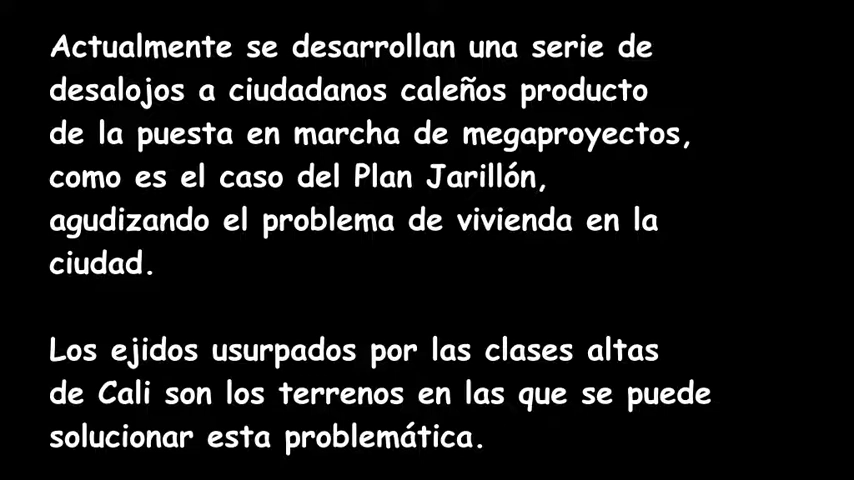 Actualmente se desarrollan una serie de
desalojos a ciudadanos caleños producto
de la puesta en marcha de megaproyectos,
como es el caso del Plan Jarillón,
agudizando el problema de vivienda en la
ciudad.
Los ejidos usurpados por las clases altas
de Cali son los terrenos en las que se puede
solucionar esta problemática.